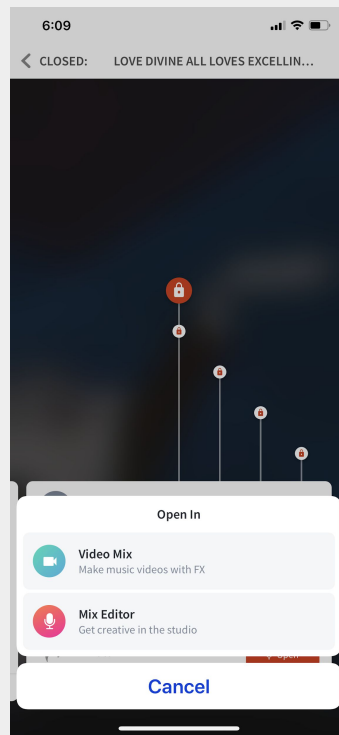 6:09
CLOSED: LOVE DIVINE ALL LOVES EXCELLIN...
Open In
Video Mix
Make music videos with FX
Mix Editor
Get creative in the studio
Open
Cancel